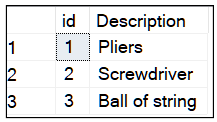 id Description
1 1 Pliers
2 2 Screwdriver
3 3 Ball of string